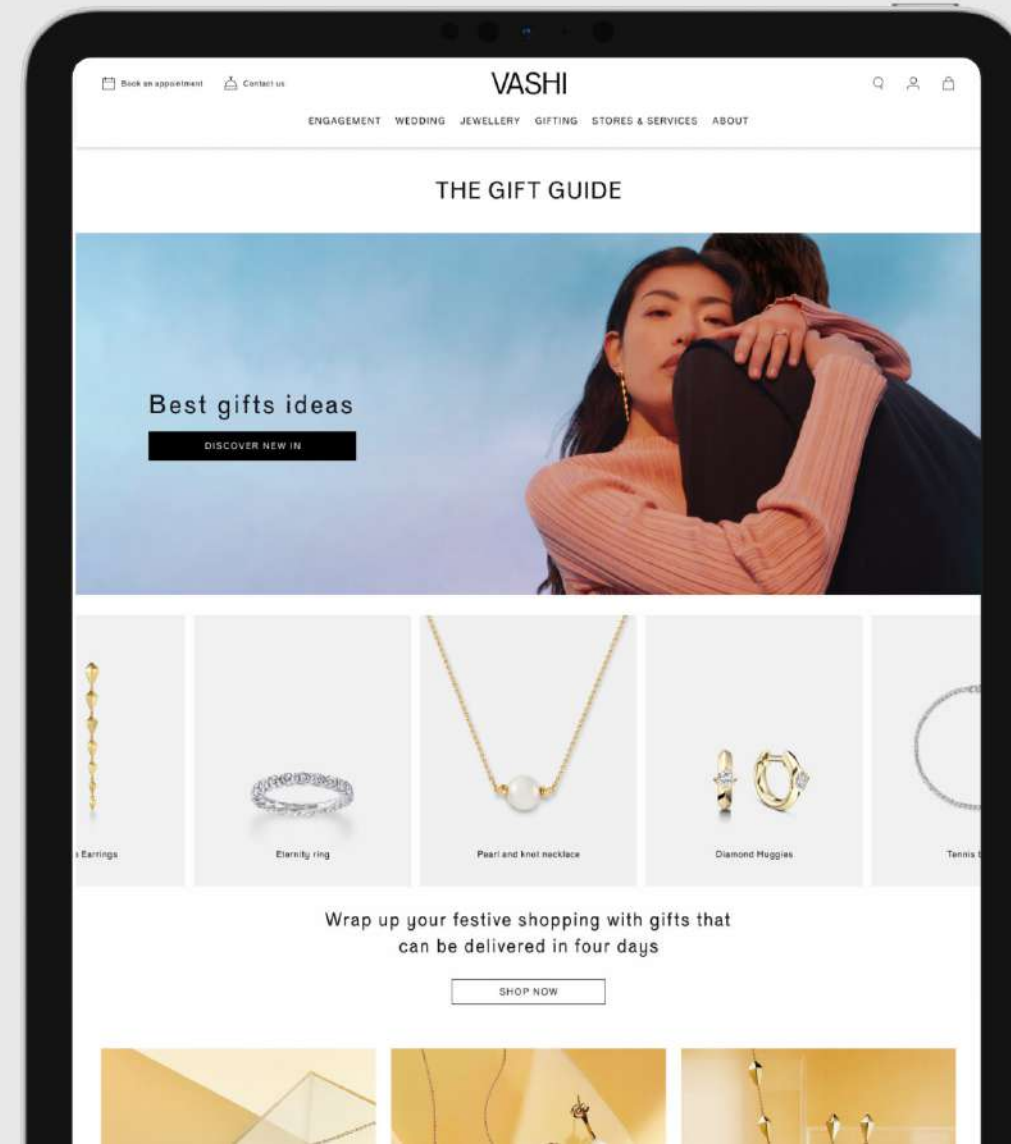 Book an appointment
Contact us
VASHI
ENGAGEMENT WEDDING JEWELLERY GIFTING STORES & SERVICES ABOUT
THE GIFT GUIDE
Best gifts ideas
DISCOVER NEW IN
Earrings
Eternity ring
Pearl and knot necklace
Diamond Huggies
Tennis
Wrap up your festive shopping with gifts that
can be delivered in four days
SHOP NOW